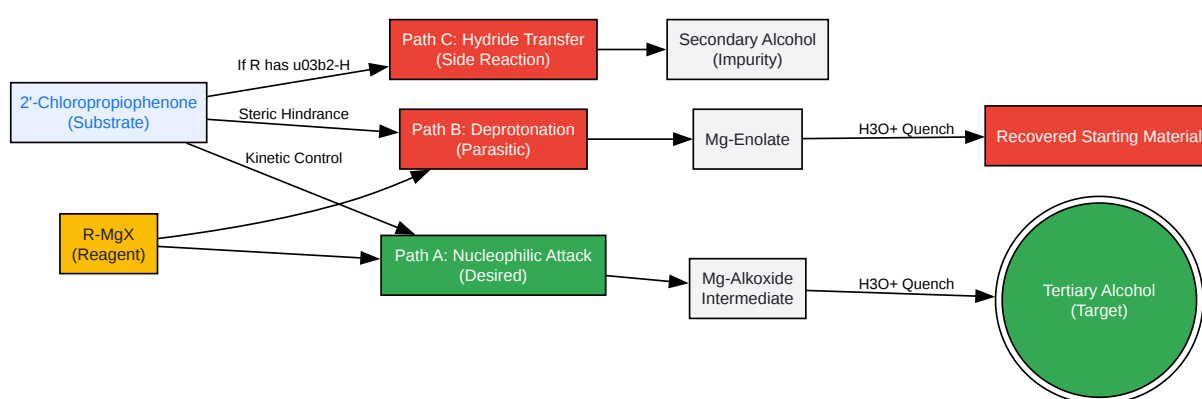 Path C: Hydride Transfer
(Side Reaction)
Secondary Alcohol
(Impurity)
If R has u03b2-H
2'-Chloropropiophenone
(Substrate)
Steric Hindrance
Path B: Deprotonation
(Parasitic)
Mg-Enolate
H3O+ Quench
Recovered Starting Material
Kinetic Control
R-MgX
(Reagent)
Path A: Nucleophilic Attack
(Desired)
Mg-Alkoxide
Intermediate
H3O+ Quench
Tertiary Alcohol
(Target)